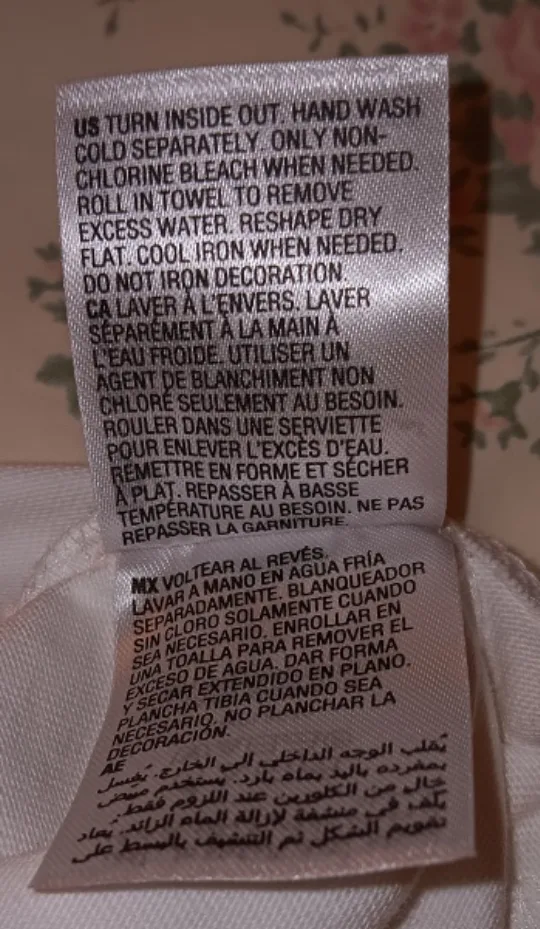 US TURN INSIDE OUT. HAND WASH
COLD SEPARATELY. ONLY NON-
CHLORINE BLEACH WHEN NEEDED.
ROLL IN TOWEL TO REMOVE
EXCESS WATER. RESHAPE DRY
FLAT. COOL IRON WHEN NEEDED.
DO NOT IRON DECORATION
CA LAVER À L'ENVERS. LAVER
SÉPARÉMENT À LA MAIN À
L'EAU FROIDE. UTILISER UN
AGENT DE BLANCHIMENT NON
CHLORÉ SEULEMENT AU BESOIN.
ROULER DANS UNE SERVIETTE
POUR ENLEVER L'EXCÈS D'EAU.
REMETTRE EN FORME ET SÉCHER
À PLAT. REPASSER À BASSE
TEMPÉRATURE AU BESOIN. NE PAS
REPASSER LA GARNITURE.
MX VOLTEAR AL REVÉS.
LAVAR A MANO EN AGUA FRÍA
SEPARADAMENTE. BLANQUEADOR
SIN CLORO SOLAMENTE CUANDO
SEA NECESARIO. ENROLLAR EN
UNA TOALLA PARA REMOVER EL
EXCESO DE AGUA. DAR FORMA
Y SECAR EXTENDIDO EN PLANO.
PLANCHA TIBIA CUANDO SEA
NECESARIO. NO PLANCHAR LA
DECORACIÓN.
AE
يُقلب الوجه الداخلي إلى الخارج. يُغسل
بمفرده باليد بماء بارد. يستخدم مبيض
خال من الكلورين عند اللزوم فقط.
يلّف في منشفة لإزالة الماء الزائد. يعاد
تقويم الشكل ثم التنشيف بالبسط على